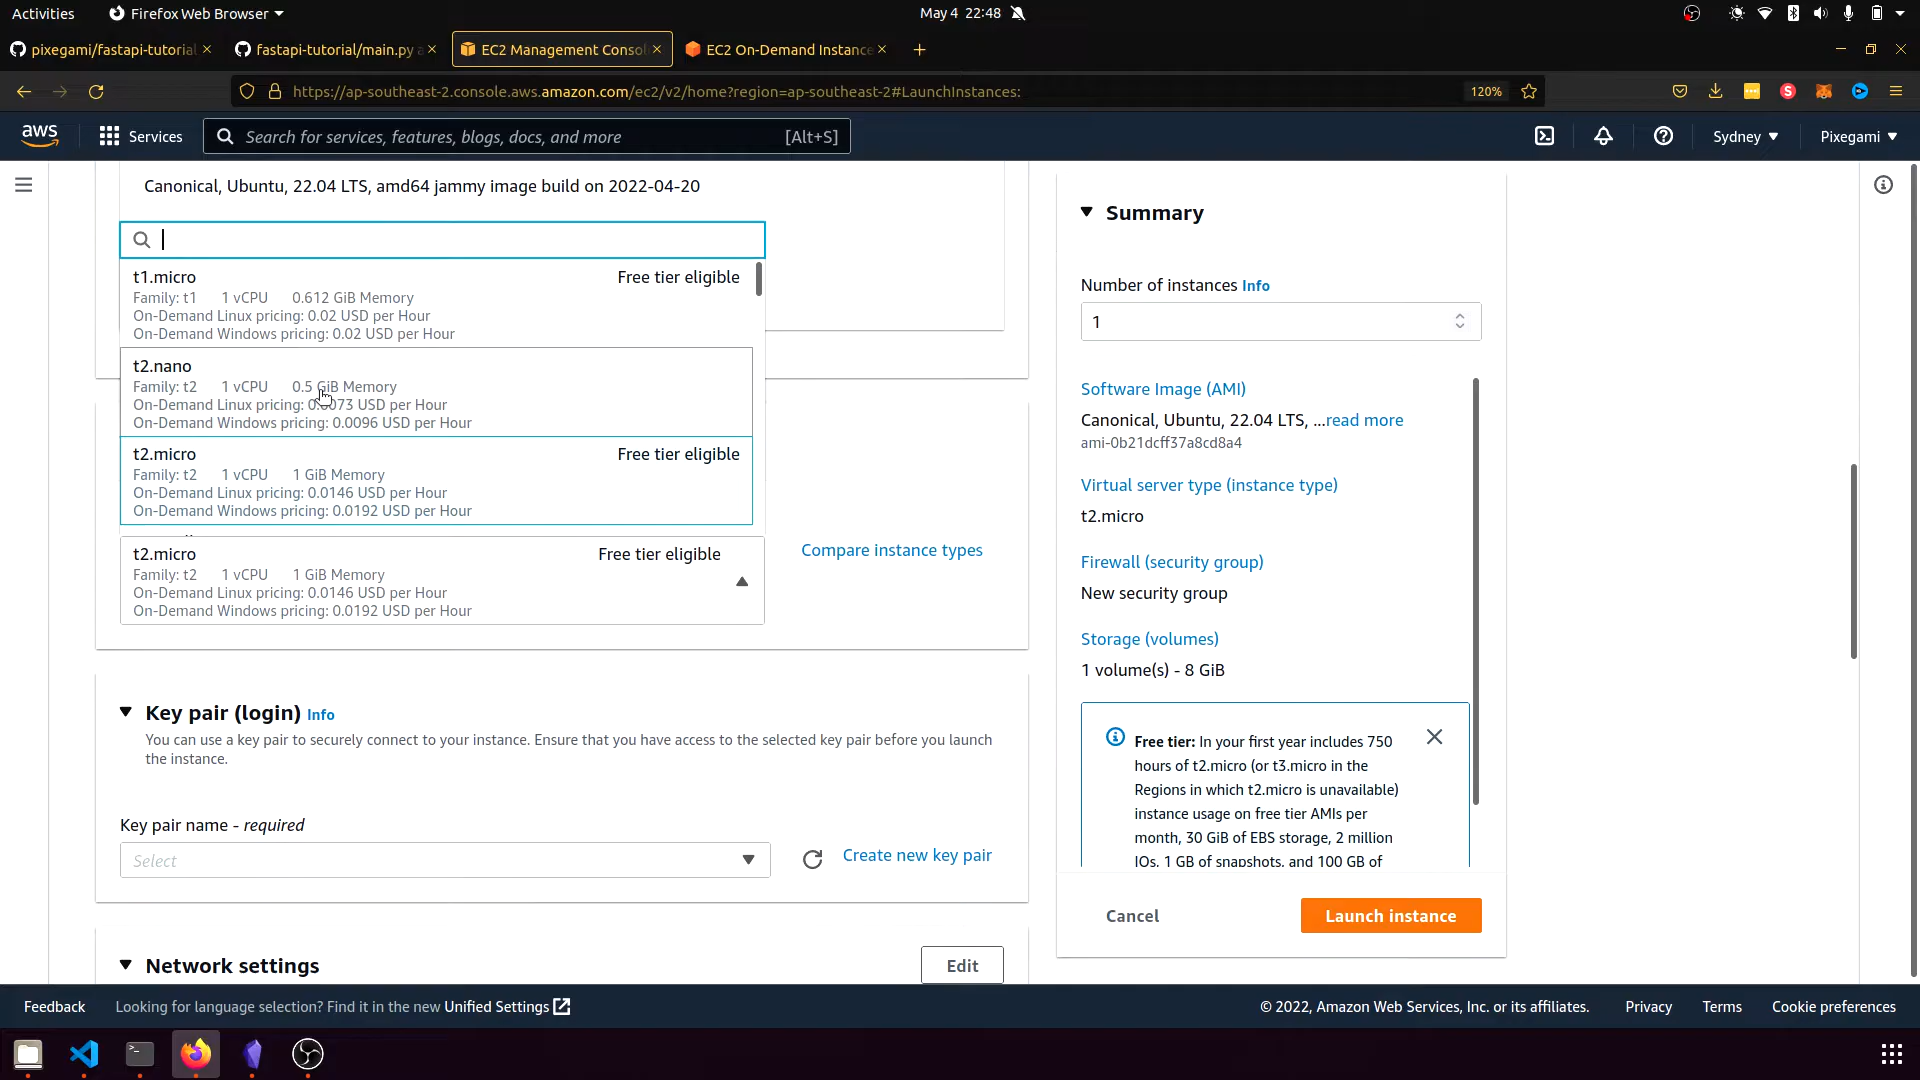 Activities
Firefox Web Browser
May 4 22:48
pixegami/fastapi-tutorial
fastapi-tutorial/main.py
EC2 Management Consol
EC2 On-Demand Instance
https://ap-southeast-2.console.aws.amazon.com/ec2/v2/home?region=ap-southeast-2#LaunchInstances:
120%
aws
Services
Search for services, features, blogs, docs, and more
[Alt+S]
Sydney
Pixegami
Canonical, Ubuntu, 22.04 LTS, amd64 jammy image build on 2022-04-20
t1.micro
Free tier eligible
Family: t1 1 vCPU 0.612 GiB Memory
On-Demand Linux pricing: 0.02 USD per Hour
On-Demand Windows pricing: 0.02 USD per Hour
t2.nano
Family: t2 1 vCPU 0.5 GiB Memory
On-Demand Linux pricing: 0.0073 USD per Hour
On-Demand Windows pricing: 0.0096 USD per Hour
t2.micro
Free tier eligible
Family: t2 1 vCPU 1 GiB Memory
On-Demand Linux pricing: 0.0146 USD per Hour
On-Demand Windows pricing: 0.0192 USD per Hour
t2.micro
Free tier eligible
Family: t2 1 vCPU 1 GiB Memory
On-Demand Linux pricing: 0.0146 USD per Hour
On-Demand Windows pricing: 0.0192 USD per Hour
Compare instance types
Key pair (login) Info
You can use a key pair to securely connect to your instance. Ensure that you have access to the selected key pair before you launch
the instance.
Key pair name - required
Select
Create new key pair
Network settings
Edit
Summary
Number of instances Info
1
Software Image (AMI)
Canonical, Ubuntu, 22.04 LTS, ...read more
ami-0b21dcff37a8cd8a4
Virtual server type (instance type)
t2.micro
Firewall (security group)
New security group
Storage (volumes)
1 volume(s) - 8 GiB
Free tier: In your first year includes 750
hours of t2.micro (or t3.micro in the
Regions in which t2.micro is unavailable)
instance usage on free tier AMIs per
month, 30 GiB of EBS storage, 2 million
IOs, 1 GB of snapshots, and 100 GB of
Cancel
Launch instance
Feedback
Looking for language selection? Find it in the new Unified Settings
© 2022, Amazon Web Services, Inc. or its affiliates.
Privacy
Terms
Cookie preferences